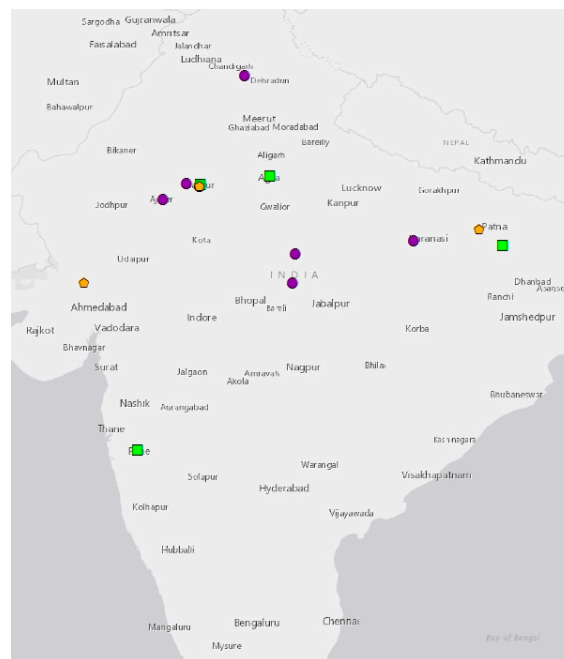 Sargodha Gujranwala
Amritsar
Faisalabad Jalandhar
Ludhiana
Chandigarh
Multan Dehradun
Bahawalpur
Meerut
Ghaziabad Moradabad
Bareilly NEPAL
Bikaner Aligarh
Kathmandu
Lucknow Gorakhpur
Jodhpur Kanpur
Gwalior
Patna
Kota
Udaipur
INDIA
Dhanbad
Asanso
Bhopal Jabalpur Ranchi
Ahmedabad
Indore Jamshedpur
Rajkot Vadodara Korba
Bhavnagar
Surat Jalgaon Amravati Nagpur Bhilai
Akola
Bhubaneswar
Nashik Aurangabad
Thane
Kashinagara
Warangal
Solapur Visakhapatnam
Hyderabad
Kolhapur
Vijayawada
Hubballi
Mangaluru Bengaluru Chennai
Bay of Bengal
Mysore